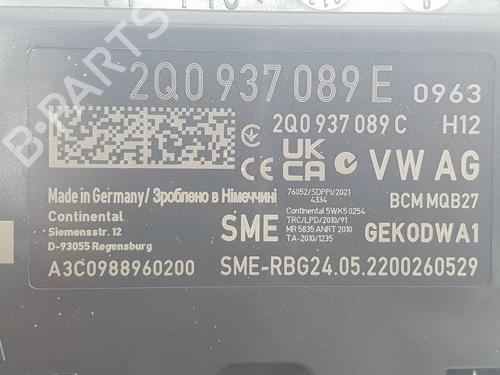 2Q0 937 089 E 0963
2Q0 937 089 C H12
CE UK CA VW AG
Made in Germany/ Зроблено в Німеччині
Continental
Siemensstr. 12
D-93055 Regensburg
76052/SDPPI/2021
4334
Continental 5WK5 0254
TRC/LPD/2010/91
MR 5835 ANRT 2010
TA-2010/1235
SME
BCM MQB27
GEK0DWA1
A3C0988960200 SME-RBG24.05.2200260529
B-PARTS